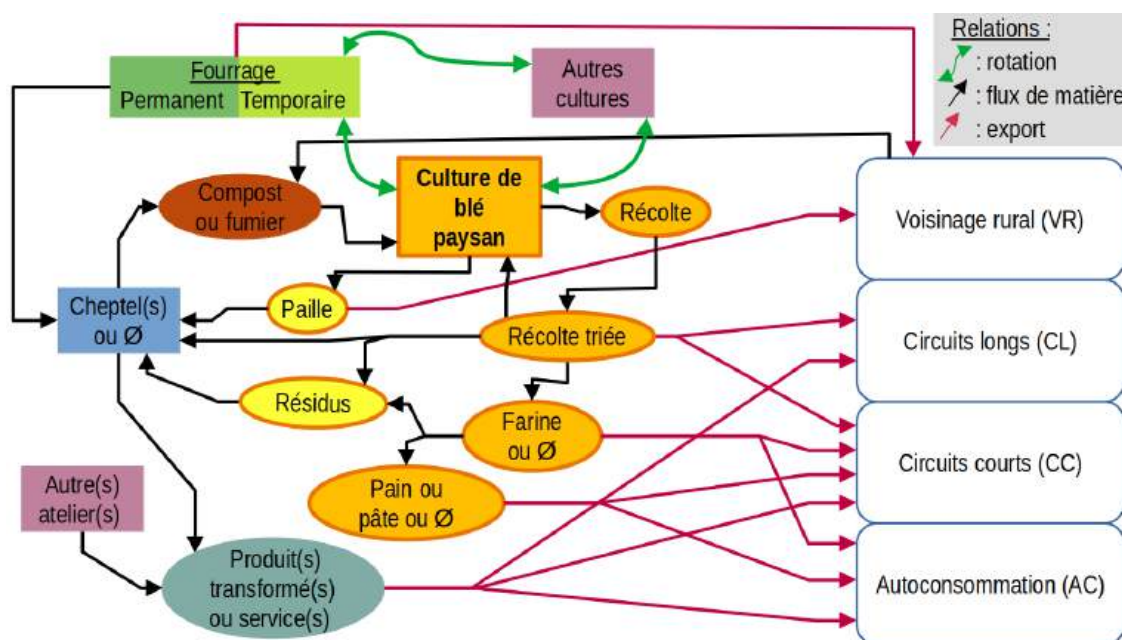 Relations :
: rotation
: flux de matière
: export
Fourrage
Permanent Temporaire
Autres
cultures
Compost
ou fumier
Culture de
blé
paysan
Récolte
Voisinage rural (VR)
Cheptel(s)
ou Ø
Paille
Récolte triée
Circuits longs (CL)
Résidus
Farine
ou Ø
Circuits courts (CC)
Pain ou
pâte ou Ø
Autre(s)
atelier(s)
Produit(s)
transformé(s)
ou service(s)
Autoconsommation (AC)